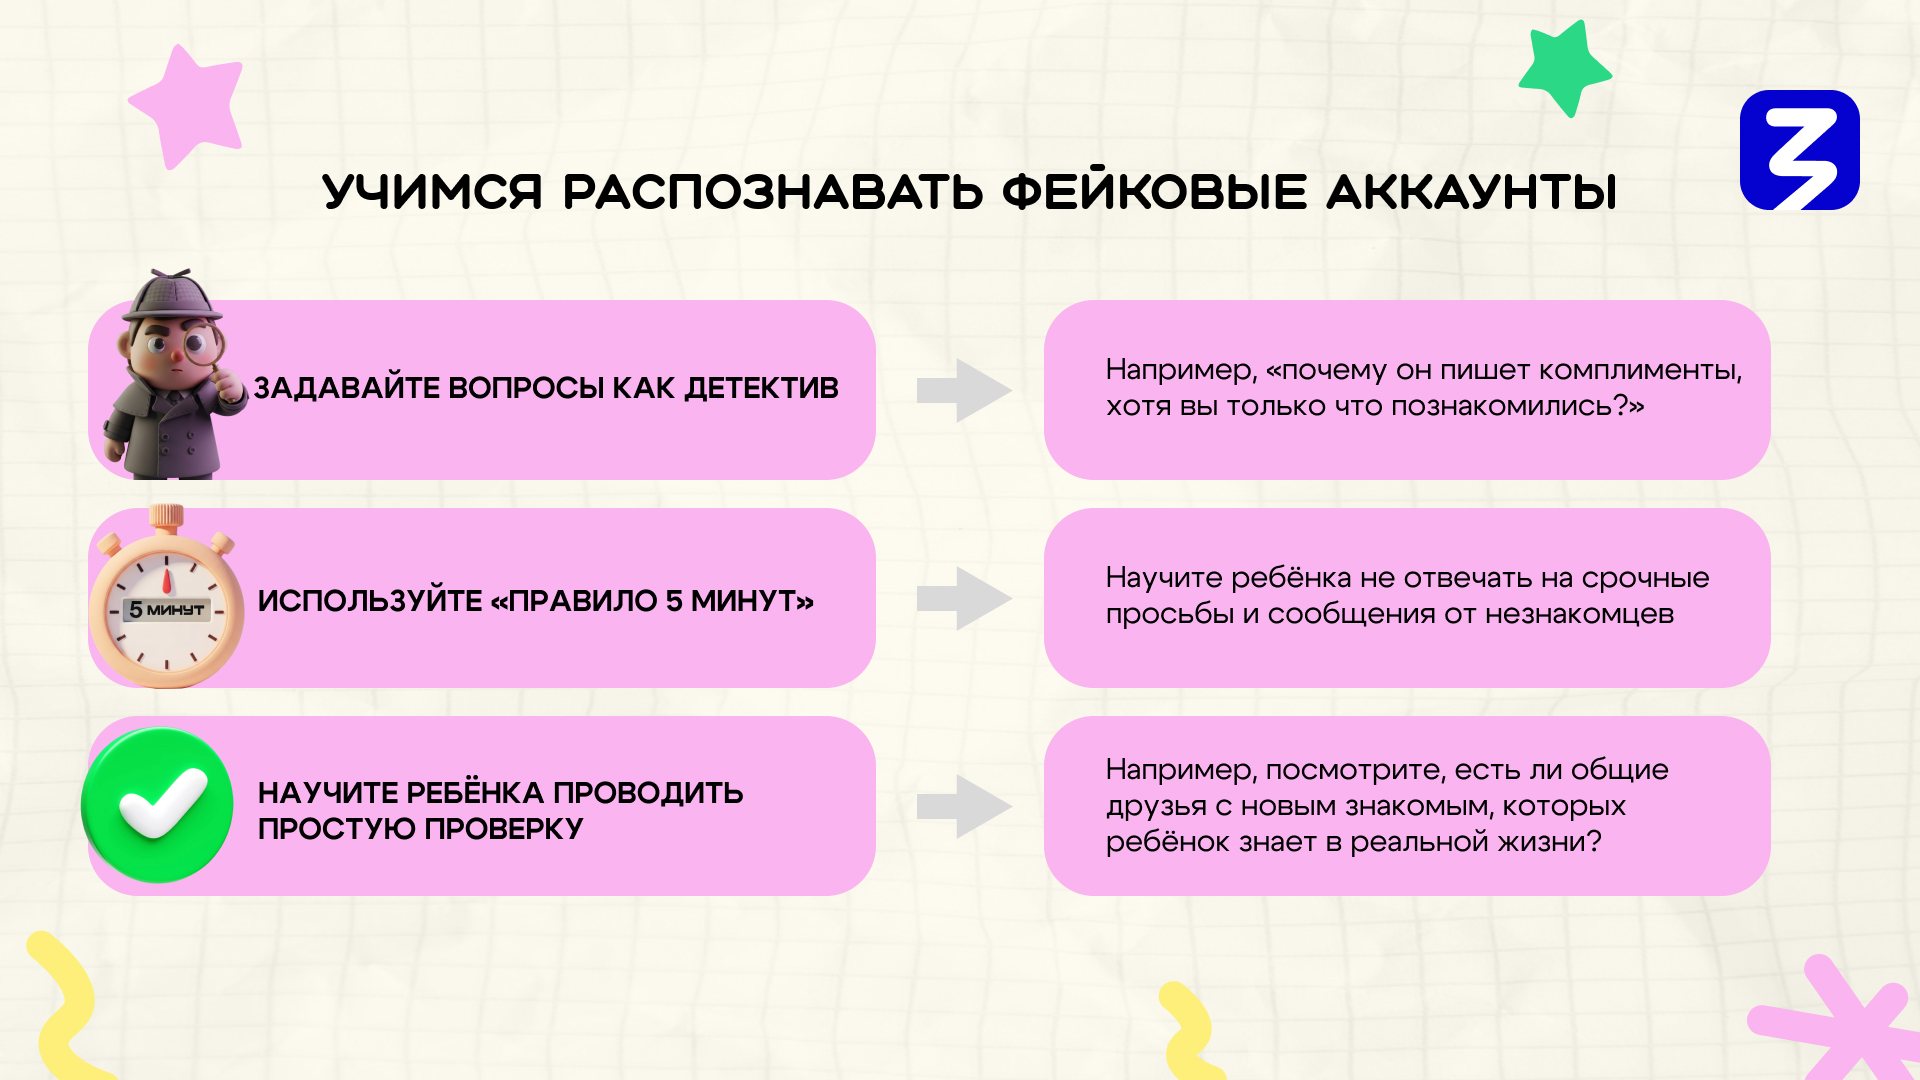 УЧИМСЯ РАСПОЗНАВАТЬ ФЕЙКОВЫЕ АККАУНТЫ
ЗАДАВАЙТЕ ВОПРОСЫ КАК ДЕТЕКТИВ
Например, «почему он пишет комплименты,
хотя вы только что познакомились?»
5 МИНУТ
ИСПОЛЬЗУЙТЕ «ПРАВИЛО 5 МИНУТ»
Научите ребёнка не отвечать на срочные
просьбы и сообщения от незнакомцев
НАУЧИТЕ РЕБЁНКА ПРОВОДИТЬ
ПРОСТУЮ ПРОВЕРКУ
Например, посмотрите, есть ли общие
друзья с новым знакомым, которых
ребёнок знает в реальной жизни?